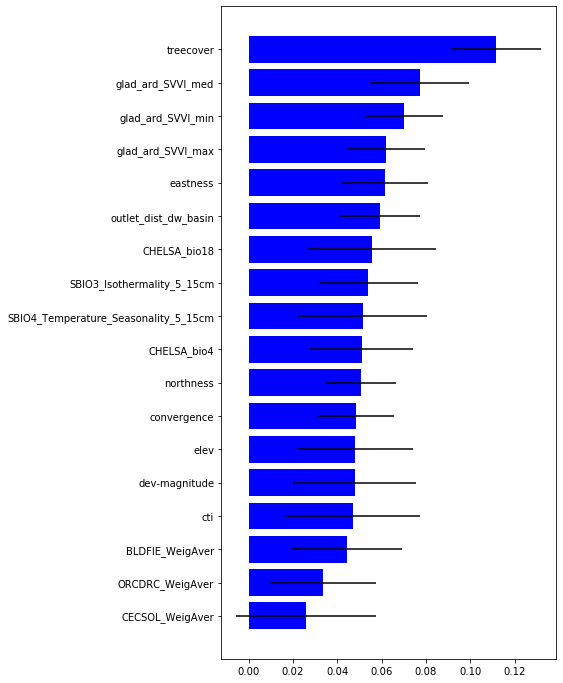 treecover
glad_ard_SVVI_med
glad_ard_SVVI_min
glad_ard_SVVI_max
eastness
outlet_dist_dw_basin
CHELSA_bio18
SBIO3_Isothermality_5_15cm
SBIO4_Temperature_Seasonality_5_15cm
CHELSA_bio4
northness
convergence
elev
dev-magnitude
cti
BLDFIE_WeigAver
ORCDRC_WeigAver
CECSOL_WeigAver
0.00 0.02 0.04 0.06 0.08 0.10 0.12